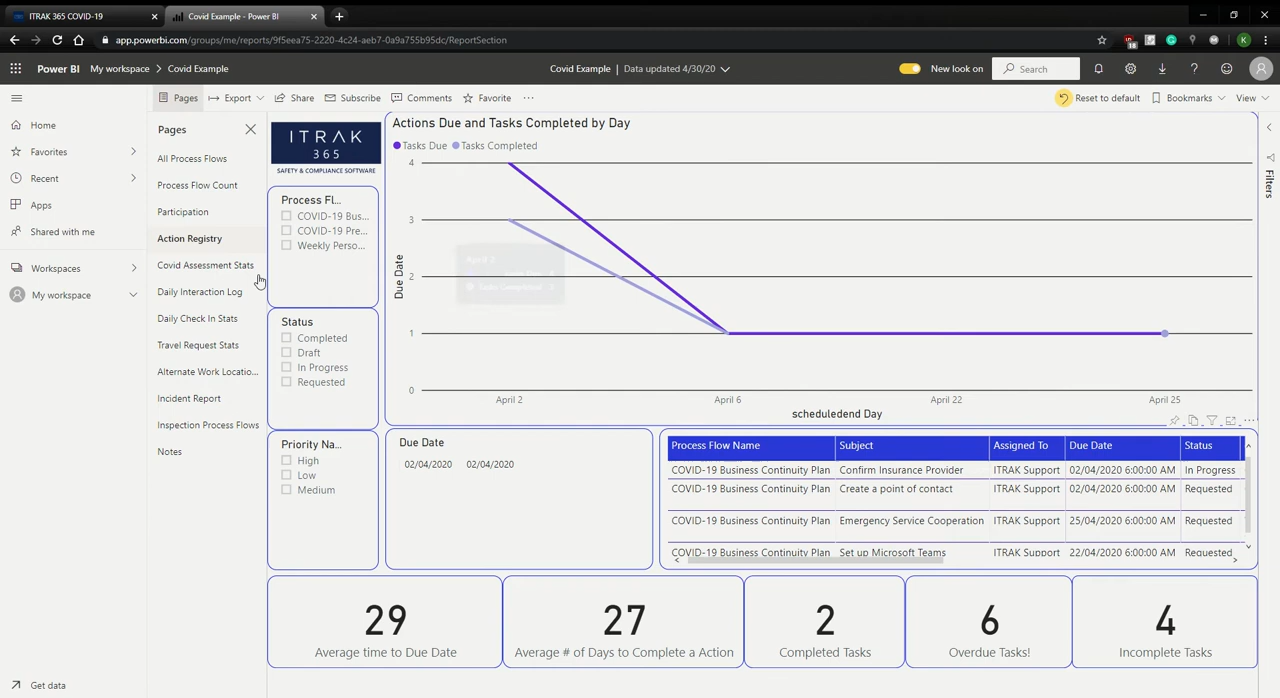 ITRAK 365 COVID-19
Covid Example - Power BI
app.powerbi.com/groups/me/reports/9f5eea75-2220-4c24-aeb7-0a9a755b95dc/ReportSection
18
K
Power BI
My workspace > Covid Example
Covid Example | Data updated 4/30/20
New look on
Search
Pages
Export
Share
Subscribe
Comments
Favorite
Reset to default
Bookmarks
View
Home
Favorites
Recent
Apps
Shared with me
Workspaces
My workspace
Get data
Pages
All Process Flows
Process Flow Count
Participation
Action Registry
Covid Assessment Stats
Daily Interaction Log
Daily Check In Stats
Travel Request Stats
Alternate Work Locatio...
Incident Report
Inspection Process Flows
Notes
ITRAK
365
SAFETY & COMPLIANCE SOFTWARE
Process Fl...
COVID-19 Bus...
COVID-19 Pre...
Weekly Perso...
Status
Completed
Draft
In Progress
Requested
Priority Na...
High
Low
Medium
Actions Due and Tasks Completed by Day
Tasks Due Tasks Completed
4
3
2
1
0
Due Date
April 2
Tasks Completed
April 2 April 6 April 22 April 25
scheduledend Day
Filters
Due Date
02/04/2020 02/04/2020
Process Flow Name Subject Assigned To Due Date Status
COVID-19 Business Continuity Plan Confirm Insurance Provider ITRAK Support 02/04/2020 6:00:00 AM In Progress
COVID-19 Business Continuity Plan Create a point of contact ITRAK Support 02/04/2020 6:00:00 AM Requested
COVID-19 Business Continuity Plan Emergency Service Cooperation ITRAK Support 25/04/2020 6:00:00 AM Requested
COVID-19 Business Continuity Plan Set up Microsoft Teams ITRAK Support 22/04/2020 6:00:00 AM Requested
29
Average time to Due Date
27
Average # of Days to Complete a Action
2
Completed Tasks
6
Overdue Tasks!
4
Incomplete Tasks